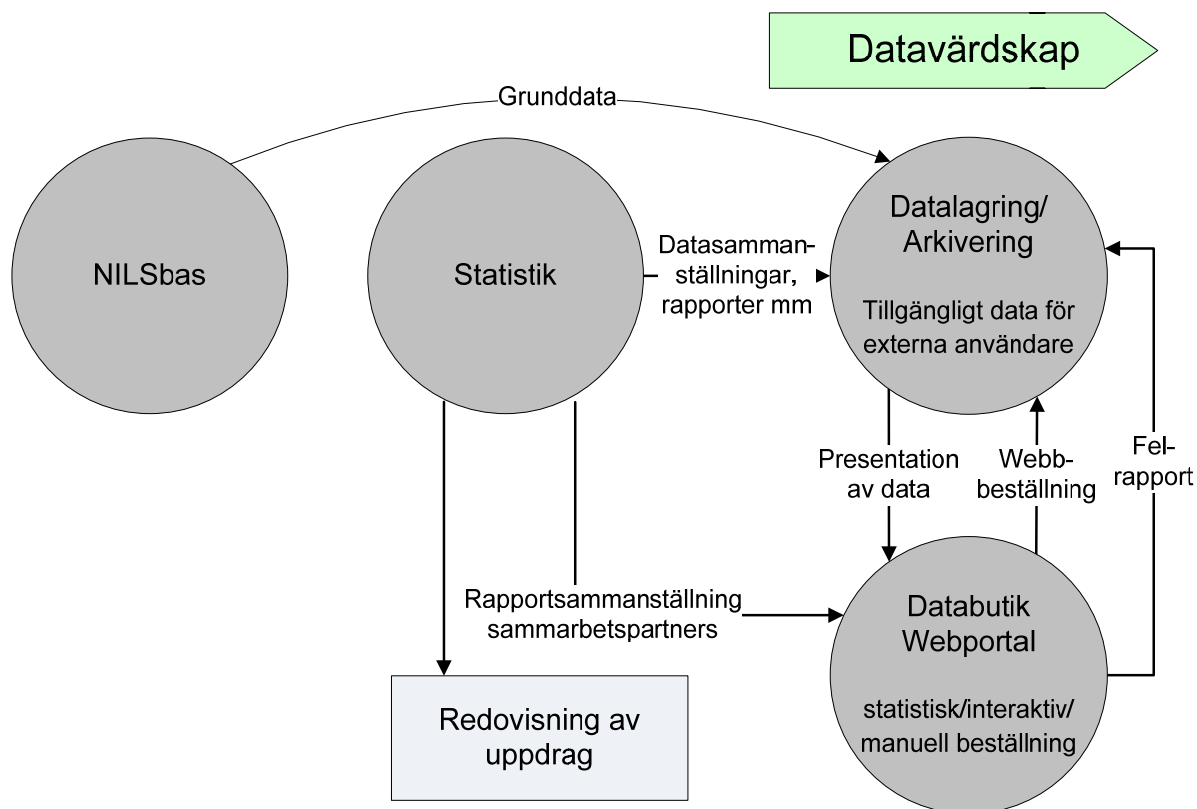 Datavärdskap
Grunddata
NILSbas
Statistik
Datasamman-
ställningar,
rapporter mm
Datalagring/
Arkivering
Tillgängligt data för
externa användare
Presentation
av data
Webb-
beställning
Fel-
rapport
Rapportsammanställning
sammarbetspartners
Databutik
Webportal
statistisk/interaktiv/
manuell beställning
Redovisning av
uppdrag